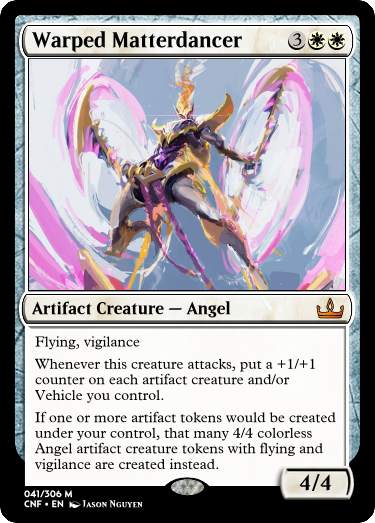 Warped Matterdancer 3
Artifact Creature — Angel
Flying, vigilance
Whenever this creature attacks, put a +1/+1
counter on each artifact creature and/or
Vehicle you control.
If one or more artifact tokens would be created
under your control, that many 4/4 colorless
Angel artifact creature tokens with flying and
vigilance are created instead.
4/4
041/306 M
CNF • EN Jason Nguyen